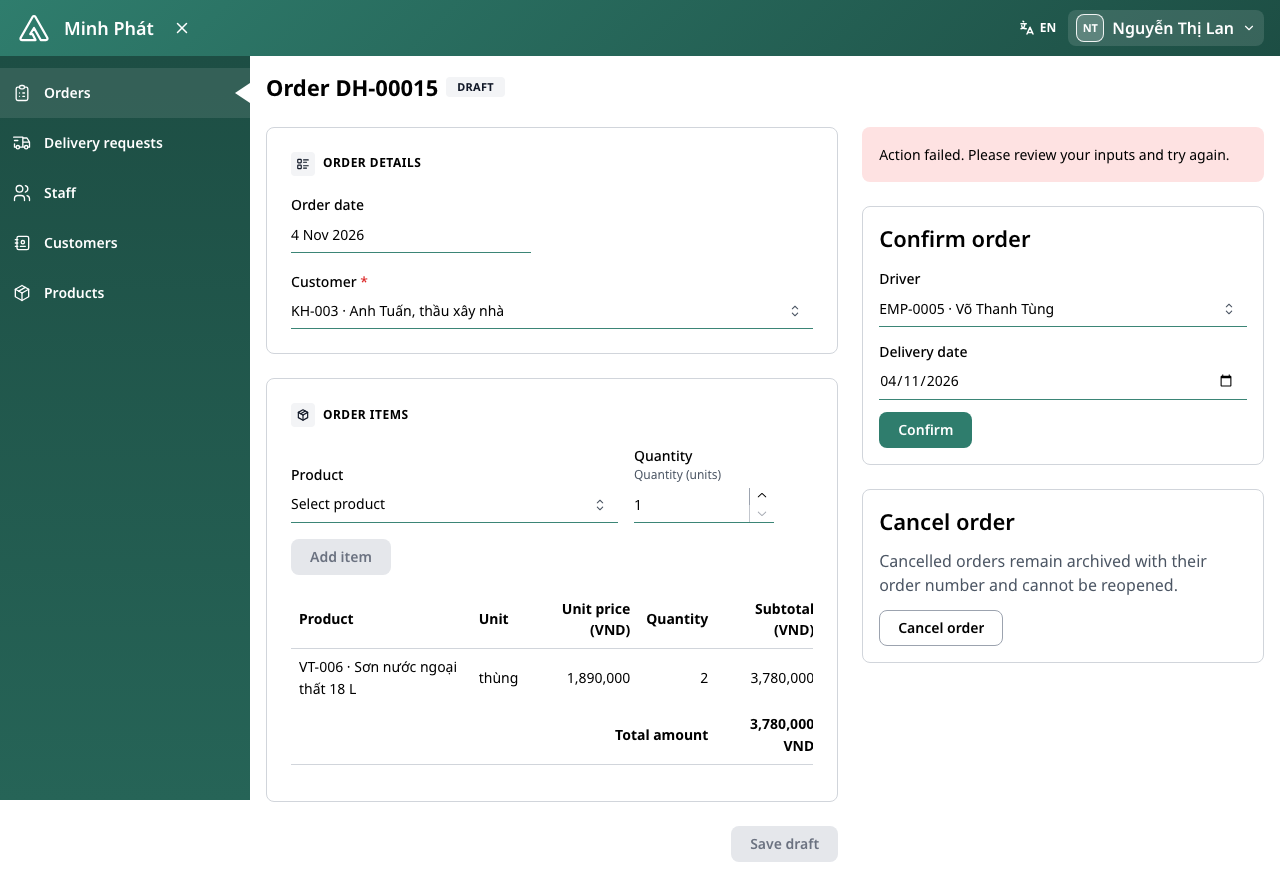 Minh Phát
EN
NT
Nguyễn Thị Lan
Orders
Delivery requests
Staff
Customers
Products
Order DH-00015
DRAFT
ORDER DETAILS
Order date
4 Nov 2026
Customer *
KH-003 · Anh Tuấn, thầu xây nhà
ORDER ITEMS
Product
Quantity
Quantity (units)
Select product
1
Add item
Product Unit Unit price (VND) Quantity Subtotal (VND)
VT-006 · Sơn nước ngoại thất 18 L thùng 1,890,000 2 3,780,000
Total amount 3,780,000 VND
Save draft
Action failed. Please review your inputs and try again.
Confirm order
Driver
EMP-0005 · Võ Thanh Tùng
Delivery date
04/11/2026
Confirm
Cancel order
Cancelled orders remain archived with their
order number and cannot be reopened.
Cancel order